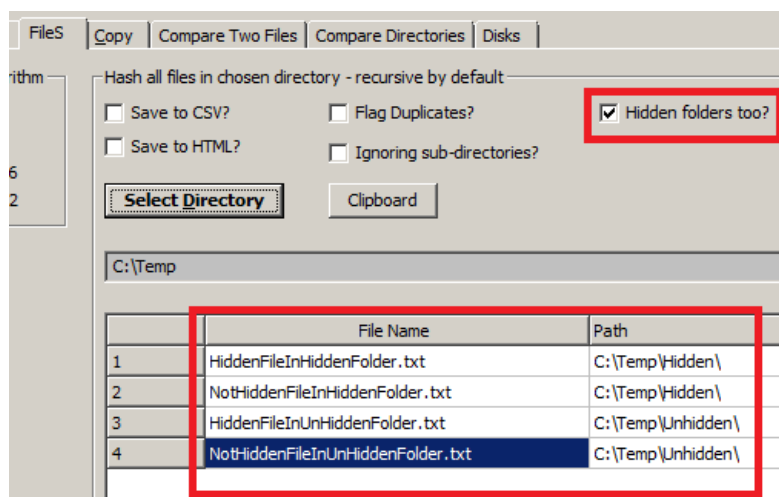 FileS Copy Compare Two Files Compare Directories Disks
rithm Hash all files in chosen directory - recursive by default
Save to CSV? Flag Duplicates? Hidden folders too?
Save to HTML? Ignoring sub-directories?
6
2 Select Directory Clipboard
C:\Temp
File Name Path
1 HiddenFileInHiddenFolder.txt C:\Temp\Hidden\
2 NotHiddenFileInHiddenFolder.txt C:\Temp\Hidden\
3 HiddenFileInUnHiddenFolder.txt C:\Temp\Unhidden\
4 NotHiddenFileInUnHiddenFolder.txt C:\Temp\Unhidden\